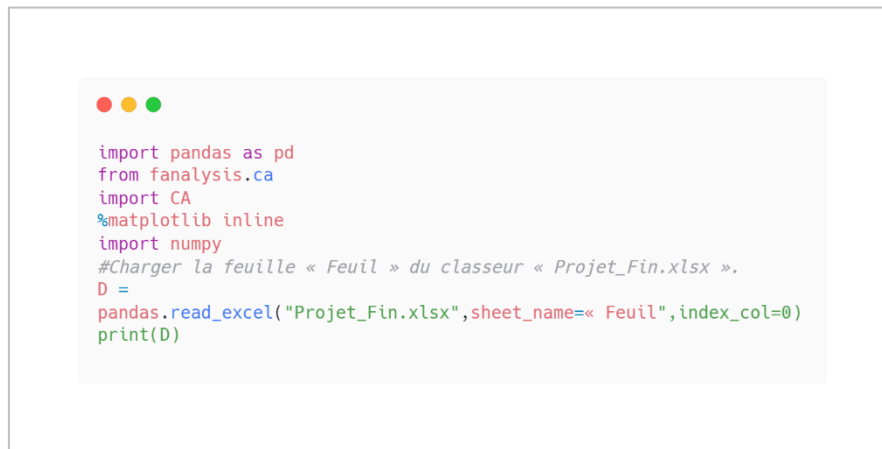 import pandas as pd
from fanalysis.ca
import CA
%matplotlib inline
import numpy
#Charger la feuille « Feuil » du classeur « Projet_Fin.xlsx ».
D =
pandas.read_excel("Projet_Fin.xlsx",sheet_name=« Feuil",index_col=0)
print(D)